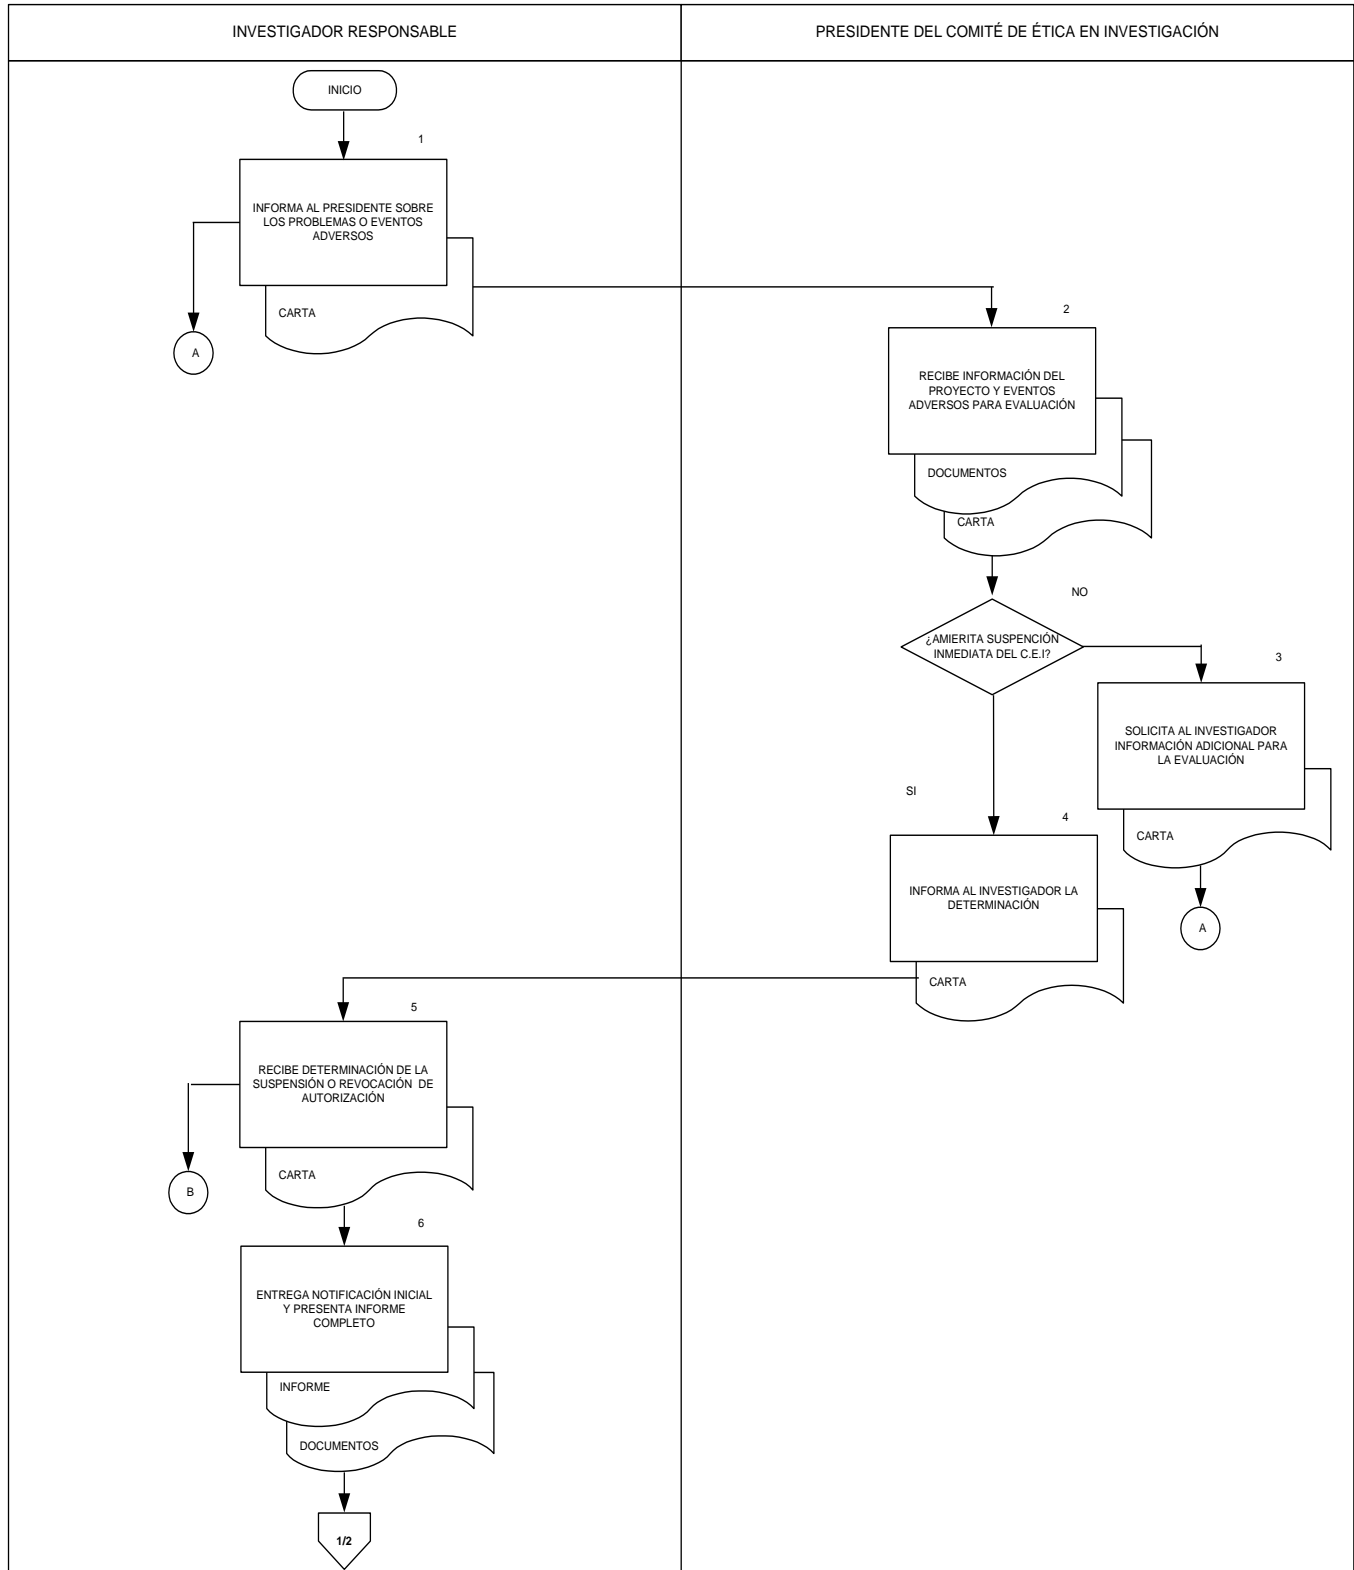 INVESTIGADOR RESPONSABLE
PRESIDENTE DEL COMITÉ DE ÉTICA EN INVESTIGACIÓN
INICIO
1
INFORMA AL PRESIDENTE SOBRE
LOS PROBLEMAS O EVENTOS
ADVERSOS
CARTA
A
2
RECIBE INFORMACIÓN DEL
PROYECTO Y EVENTOS
ADVERSOS PARA EVALUACIÓN
DOCUMENTOS
CARTA
NO
¿AMIERITA SUSPENCIÓN
INMEDIATA DEL C.E.I?
3
SOLICITA AL INVESTIGADOR
INFORMACIÓN ADICIONAL PARA
LA EVALUACIÓN
CARTA
A
SI
4
INFORMA AL INVESTIGADOR LA
DETERMINACIÓN
CARTA
5
RECIBE DETERMINACIÓN DE LA
SUSPENSIÓN O REVOCACIÓN DE
AUTORIZACIÓN
CARTA
B
6
ENTREGA NOTIFICACIÓN INICIAL
Y PRESENTA INFORME
COMPLETO
INFORME
DOCUMENTOS
1/2